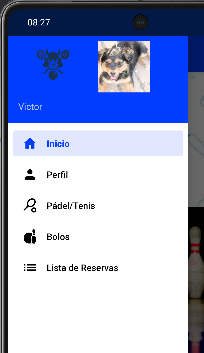 08:27
Victor
Inicio
Perfil
Pádel/Tenis
Bolos
Lista de Reservas